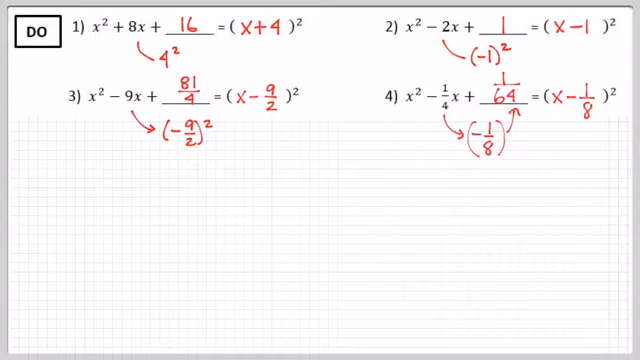 DO
1) x² + 8x + 16 = ( x + 4 )²
4²
2) x² − 2x + 1 = ( x − 1 )²
(−1)²
3) x² − 9x + 81/4 = ( x − 9/2 )²
(− 9/2)²
4) x² − 1/4 x + 1/64 = ( x − 1/8 )²
(− 1/8)